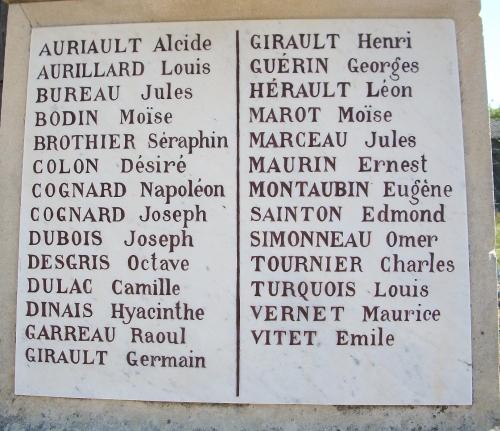 AURIAULT Alcide
AURILLARD Louis
BUREAU Jules
BODIN Moïse
BROTHIER Séraphin
COLON Désiré
COGNARD Napoléon
COGNARD Joseph
DUBOIS Joseph
DESGRIS Octave
DULAC Camille
DINAIS Hyacinthe
GARREAU Raoul
GIRAULT Germain
GIRAULT Henri
GUÉRIN Georges
HÉRAULT Léon
MAROT Moïse
MARCEAU Jules
MAURIN Ernest
MONTAUBIN Eugène
SAINTON Edmond
SIMONNEAU Omer
TOURNIER Charles
TURQUOIS Louis
VERNET Maurice
VITET Emile